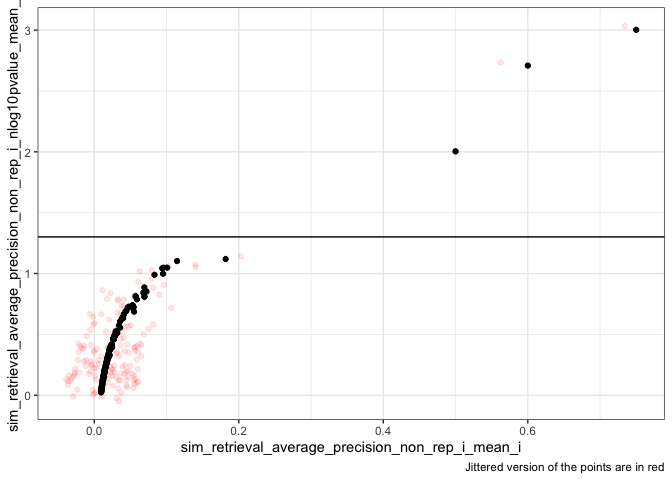 sim_retrieval_average_precision_non_rep_i_nlog10pvalue_mean_
3
2
1
0
0.0
0.2
0.4
0.6
sim_retrieval_average_precision_non_rep_i_mean_i
Jittered version of the points are in red